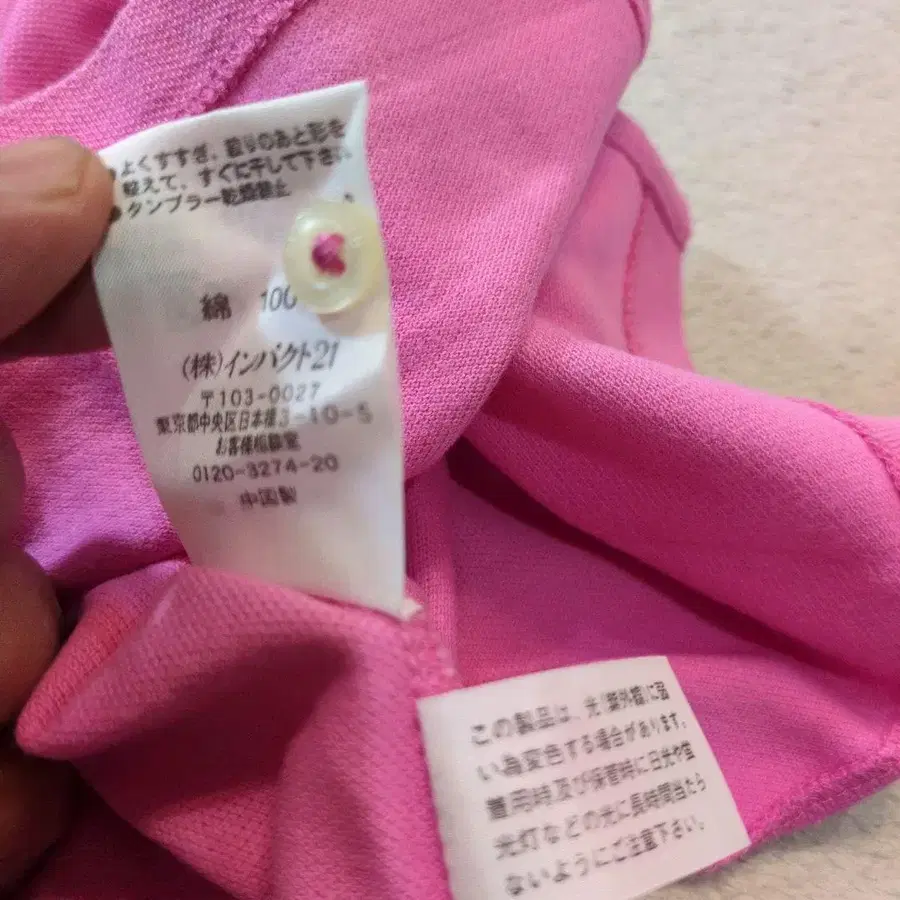 よくすすぎ、陰りのあと形を
整えて、すぐに干して下さい
●タンブラー乾燥禁止
綿 100
(株)インパクト21
〒103-0027
東京都中央区日本橋3-10-5
お客様相談室
0120-3274-20
中国製
この製品は、光(紫外線)に弱
い為変色する場合があります。
着用時及び保管時に日光や蛍
光灯などの光に長時間当たら
ないようにご注意下さい。